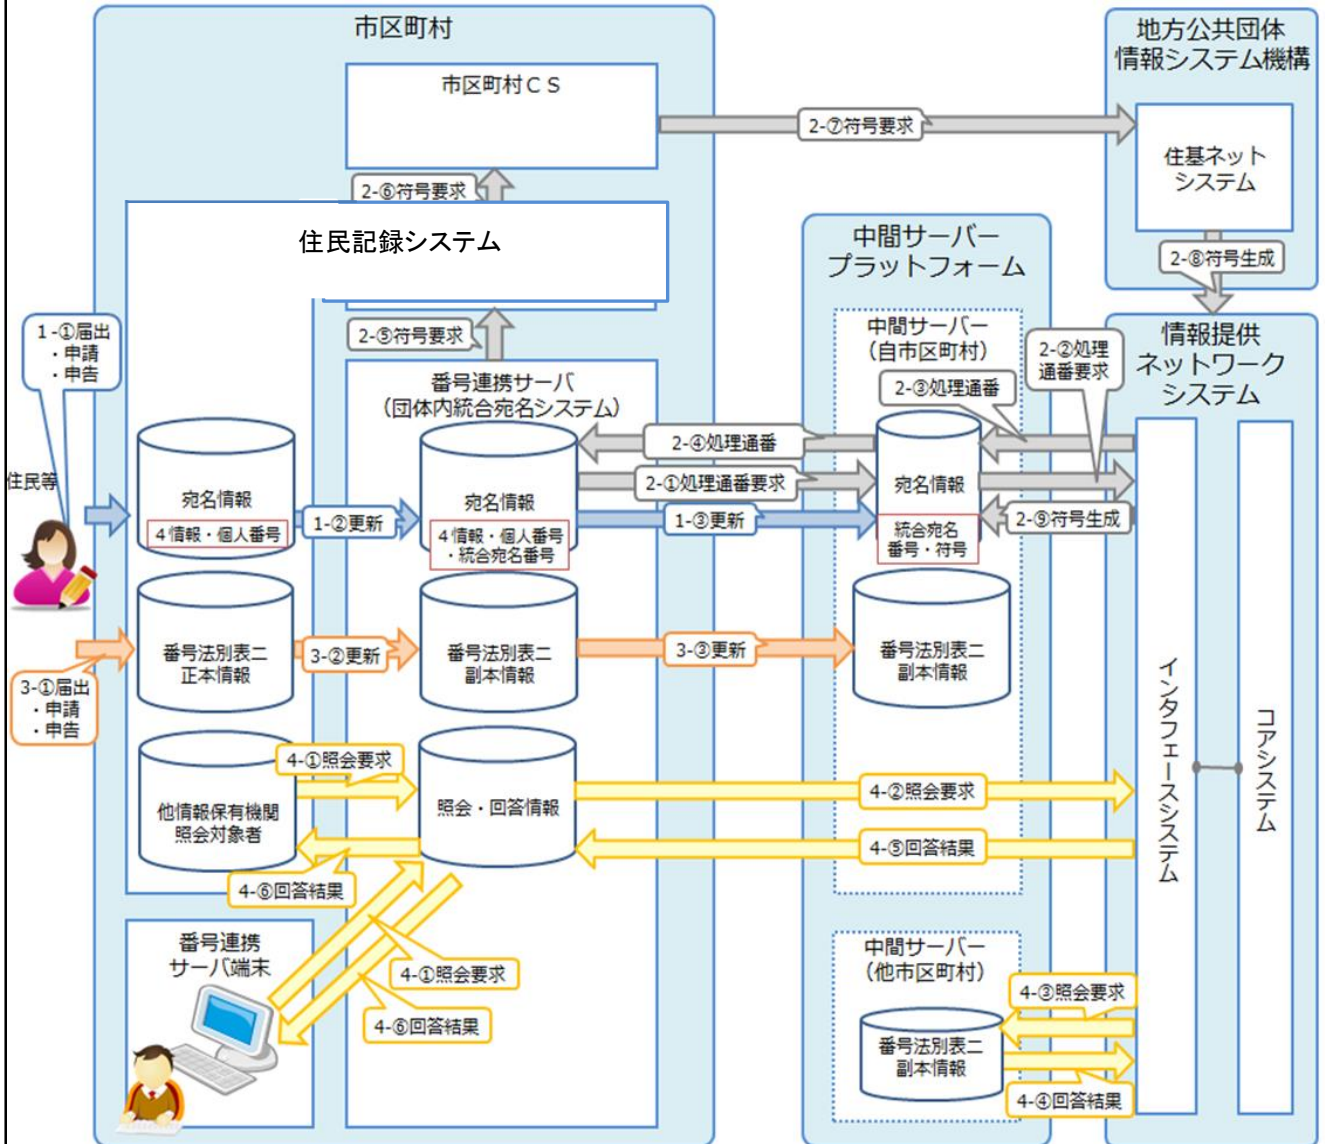 市区町村
地方公共団体
情報システム機構
市区町村ＣＳ
2-⑦符号要求
住基ネット
システム
2-⑥符号要求
住民記録システム
中間サーバー
プラットフォーム
2-⑧符号生成
1-①届出
・申請
・申告
2-⑤符号要求
中間サーバー
（自市区町村）
2-②処理
通番要求
情報提供
ネットワーク
システム
番号連携サーバ
（団体内統合宛名システム）
2-③処理通番
2-④処理通番
住民等
宛名情報
４情報・個人番号
1-②更新
宛名情報
４情報・個人番号
・統合宛名番号
2-①処理通番要求
1-③更新
宛名情報
統合宛名
番号・符号
2-⑨符号生成
番号法別表二
正本情報
3-②更新
番号法別表二
副本情報
3-③更新
番号法別表二
副本情報
3-①届出
・申請
・申告
インタフェースシステム
コアシステム
4-①照会要求
他情報保有機関
照会対象者
照会・回答情報
4-②照会要求
4-⑤回答結果
4-⑥回答結果
番号連携
サーバ端末
4-①照会要求
4-⑥回答結果
中間サーバー
（他市区町村）
4-③照会要求
番号法別表二
副本情報
4-④回答結果